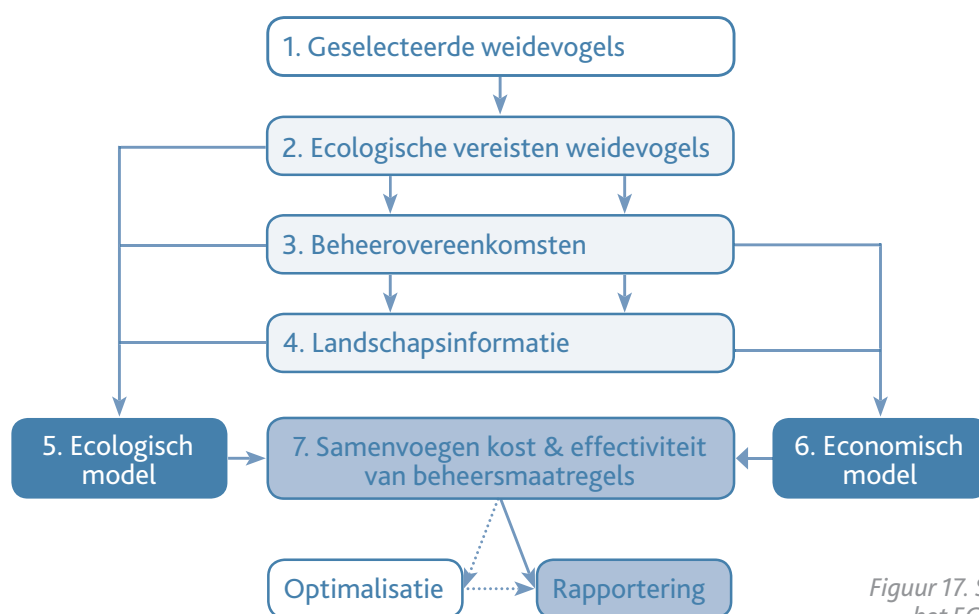 1. Geselecteerde weidevogels
2. Ecologische vereisten weidevogels
3. Beheerovereenkomsten
4. Landschapsinformatie
5. Ecologisch
model
7. Samenvoegen kost & effectiviteit
van beheersmaatregels
6. Economisch
model
Optimalisatie
Rapportering
Figuur 17.